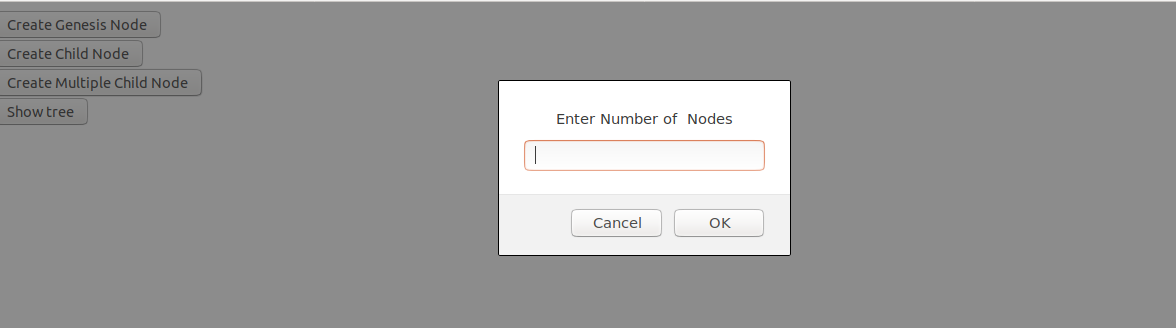 Create Genesis Node
Create Child Node
Create Multiple Child Node
Show tree
Enter Number of  Nodes
Cancel
OK